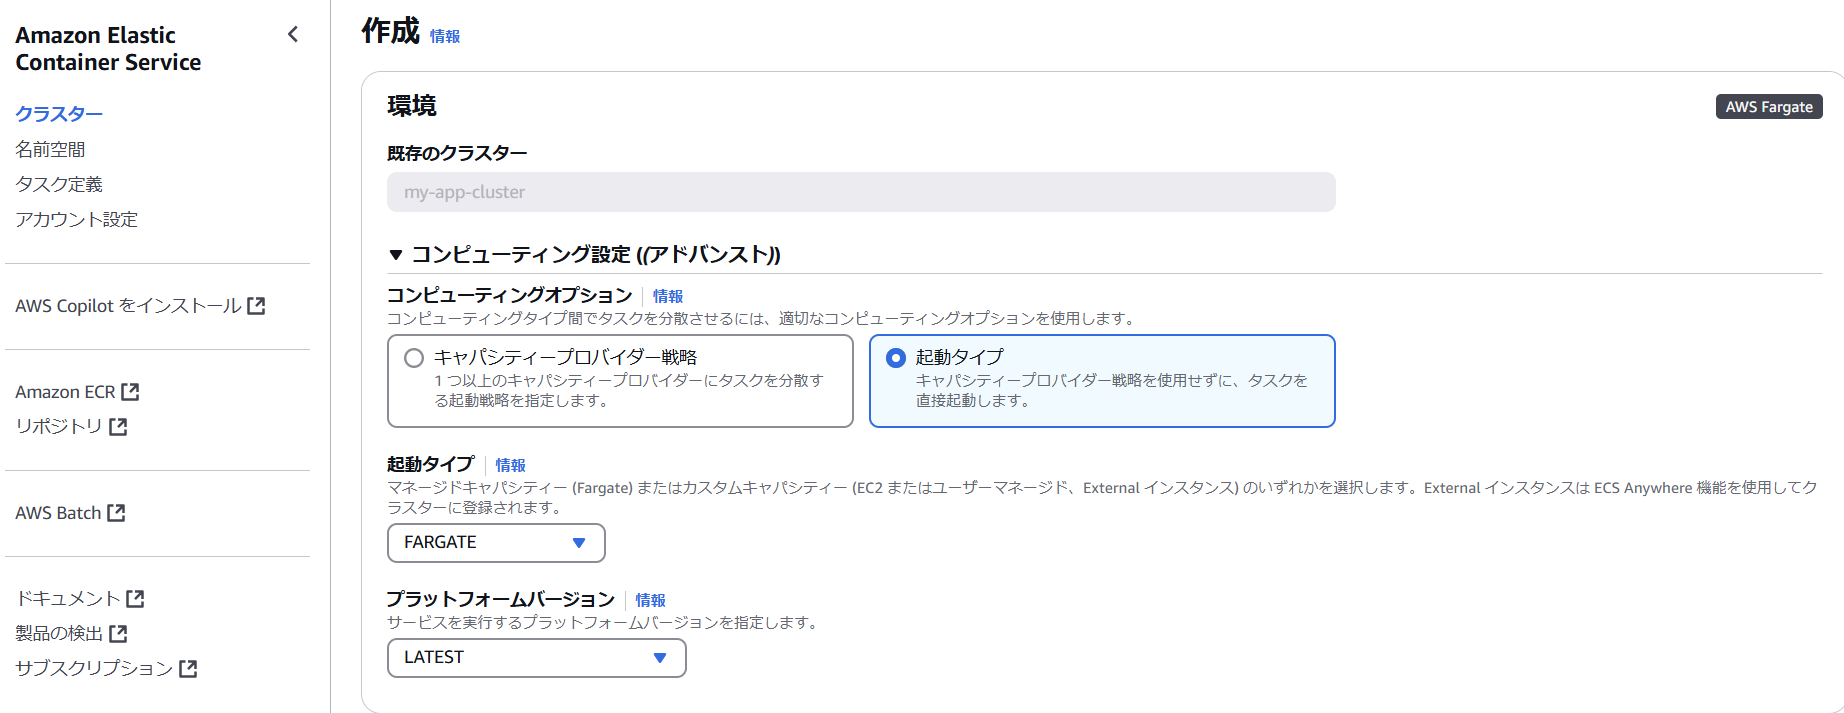 Amazon Elastic
Container Service
クラスター
名前空間
タスク定義
アカウント設定
AWS Copilot をインストール
Amazon ECR
リポジトリ
AWS Batch
ドキュメント
製品の検出
サブスクリプション
作成 情報
環境
AWS Fargate
既存のクラスター
my-app-cluster
コンピューティング設定 ((アドバンスト))
コンピューティングオプション 情報
コンピューティングタイプ間でタスクを分散させるには、適切なコンピューティングオプションを使用します。
キャパシティープロバイダー戦略
1 つ以上のキャパシティープロバイダーにタスクを分散す
る起動戦略を指定します。
起動タイプ
キャパシティープロバイダー戦略を使用せずに、タスクを
直接起動します。
起動タイプ 情報
マネージドキャパシティー (Fargate) またはカスタムキャパシティー (EC2 またはユーザーマネージド、External インスタンス) のいずれかを選択します。External インスタンスは ECS Anywhere 機能を使用してク
ラスターに登録されます。
FARGATE
プラットフォームバージョン 情報
サービスを実行するプラットフォームバージョンを指定します。
LATEST